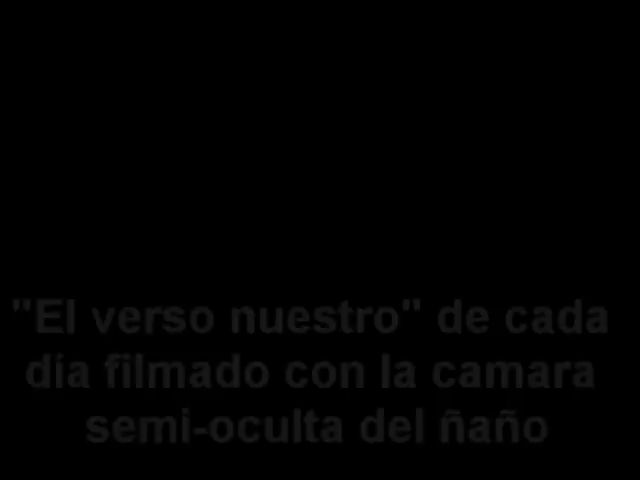 "El verso nuestro" de cada
día filmado con la camara
semi-oculta del ñaño